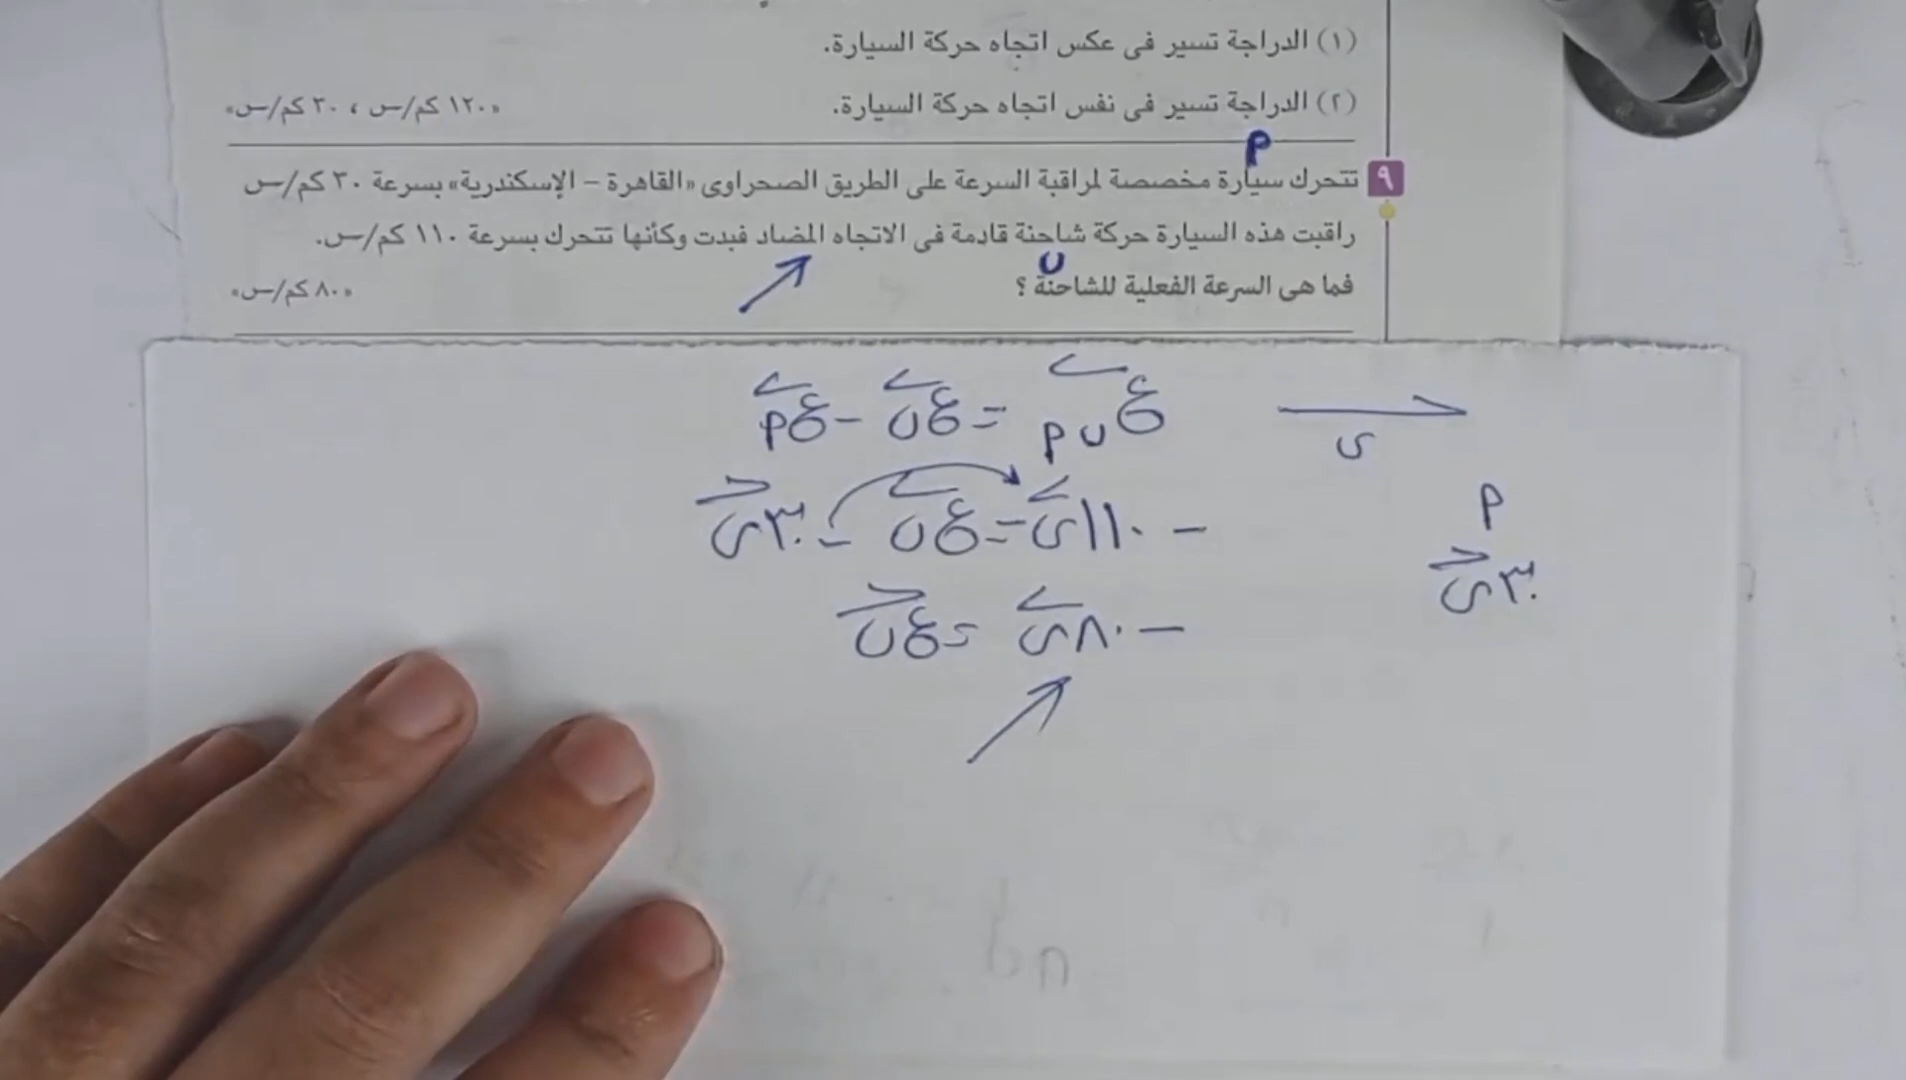 (١) الدراجة تسير فى عكس اتجاه حركة السيارة.
(٢) الدراجة تسير فى نفس اتجاه حركة السيارة. «١٢٠ كم/س ، ٣٠ كم/س»
م
٩ تتحرك سيارة مخصصة لمراقبة السرعة على الطريق الصحراوى «القاهرة – الإسكندرية» بسرعة ٣٠ كم/س
راقبت هذه السيارة حركة شاحنة قادمة فى الاتجاه المضاد فبدت وكأنها تتحرك بسرعة ١١٠ كم/س.
ن
فما هى السرعة الفعلية للشاحنة ؟ «٨٠ كم/س»
ع ن م = ع ن - ع م
ى
م
- ١١٠ ى = ع ن - ٣٠ ى
٣٠ ى
- ٨٠ ى = ع ن